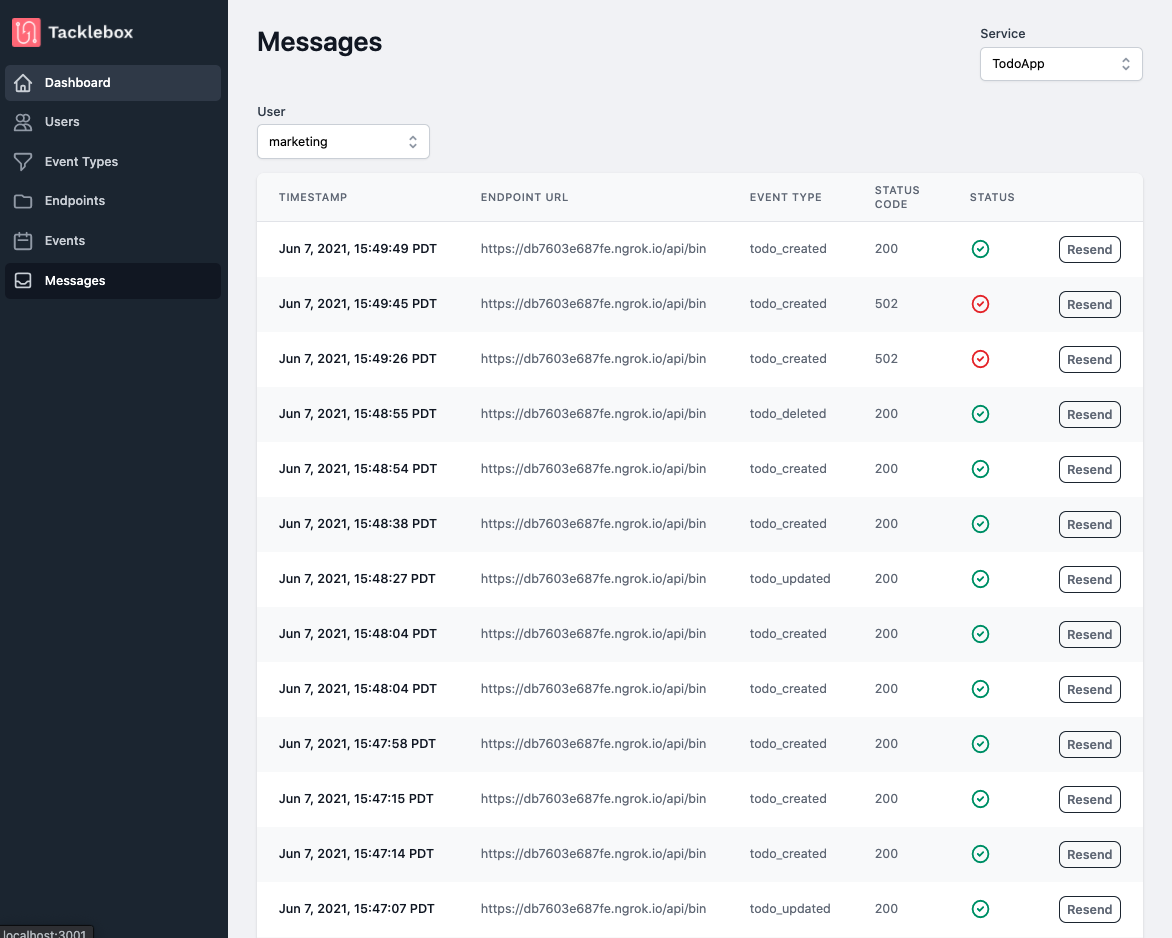 Tacklebox
Dashboard
Users
Event Types
Endpoints
Events
Messages
Messages
Service
TodoApp
User
marketing
TIMESTAMP ENDPOINT URL EVENT TYPE STATUS CODE STATUS
Jun 7, 2021, 15:49:49 PDT https://db7603e687fe.ngrok.io/api/bin todo_created 200 Resend
Jun 7, 2021, 15:49:45 PDT https://db7603e687fe.ngrok.io/api/bin todo_created 502 Resend
Jun 7, 2021, 15:49:26 PDT https://db7603e687fe.ngrok.io/api/bin todo_created 502 Resend
Jun 7, 2021, 15:48:55 PDT https://db7603e687fe.ngrok.io/api/bin todo_deleted 200 Resend
Jun 7, 2021, 15:48:54 PDT https://db7603e687fe.ngrok.io/api/bin todo_created 200 Resend
Jun 7, 2021, 15:48:38 PDT https://db7603e687fe.ngrok.io/api/bin todo_created 200 Resend
Jun 7, 2021, 15:48:27 PDT https://db7603e687fe.ngrok.io/api/bin todo_updated 200 Resend
Jun 7, 2021, 15:48:04 PDT https://db7603e687fe.ngrok.io/api/bin todo_created 200 Resend
Jun 7, 2021, 15:48:04 PDT https://db7603e687fe.ngrok.io/api/bin todo_created 200 Resend
Jun 7, 2021, 15:47:58 PDT https://db7603e687fe.ngrok.io/api/bin todo_created 200 Resend
Jun 7, 2021, 15:47:15 PDT https://db7603e687fe.ngrok.io/api/bin todo_created 200 Resend
Jun 7, 2021, 15:47:14 PDT https://db7603e687fe.ngrok.io/api/bin todo_created 200 Resend
Jun 7, 2021, 15:47:07 PDT https://db7603e687fe.ngrok.io/api/bin todo_updated 200 Resend
localhost:3001